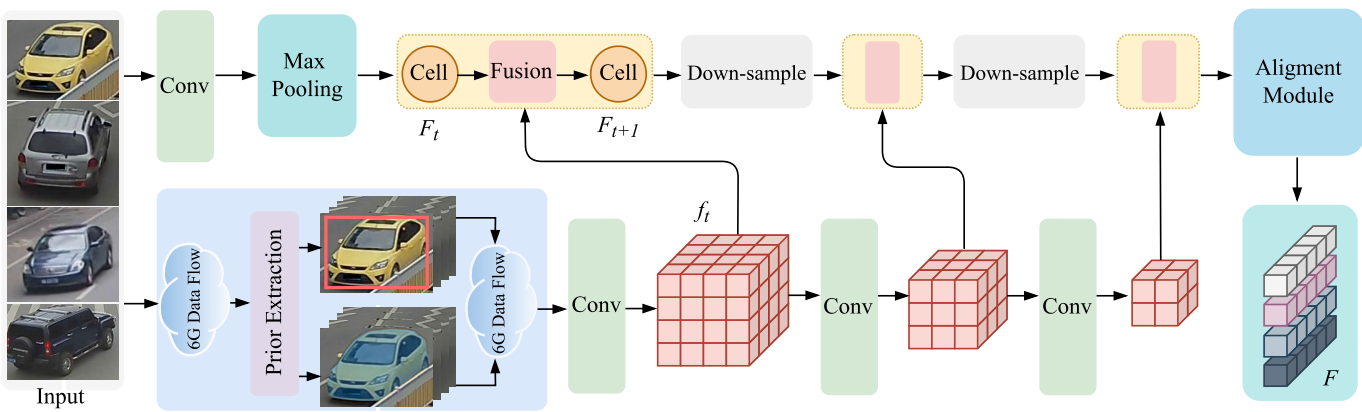 Input
Conv
Max
Pooling
Cell
Fusion
Cell
F_t
F_{t+1}
Down-sample
Down-sample
Aligment
Module
6G Data Flow
Prior Extraction
6G Data Flow
Conv
f_t
Conv
Conv
F